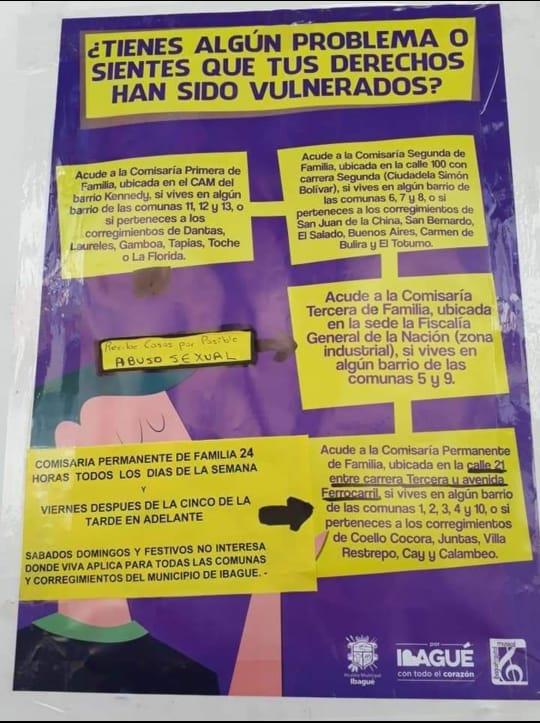 ¿TIENES ALGÚN PROBLEMA O
SIENTES QUE TUS DERECHOS
HAN SIDO VULNERADOS?
Acude a la Comisaría Primera de
Familia, ubicada en el CAM del
barrio Kennedy, si vives en algún
barrio de las comunas 11, 12 y 13, o
si perteneces a los
corregimientos de Dantas,
Laureles, Gamboa, Tapias, Toche
o La Florida.
Acude a la Comisaría Segunda de
Familia, ubicada en la calle 100 con
carrera Segunda (Ciudadela Simón
Bolívar), si vives en algún barrio de
las comunas 6, 7 y 8, o si
perteneces a los corregimientos de
San Juan de la China, San Bernardo,
El Salado, Buenos Aires, Carmen de
Bulira y El Totumo.
Recibe Casos por Posible
ABUSO SEXUAL
Acude a la Comisaría
Tercera de Familia, ubicada
en la sede la Fiscalía
General de la Nación (zona
industrial), si vives en
algún barrio de las
comunas 5 y 9.
COMISARIA PERMANENTE DE FAMILIA 24
HORAS TODOS LOS DIAS DE LA SEMANA
Y
VIERNES DESPUES DE LA CINCO DE LA
TARDE EN ADELANTE
SABADOS DOMINGOS Y FESTIVOS NO INTERESA
DONDE VIVA APLICA PARA TODAS LAS COMUNAS
Y CORREGIMIENTOS DEL MUNICIPIO DE IBAGUE. -
Acude a la Comisaría Permanente
de Familia, ubicada en la calle 21
entre carrera Tercera y avenida
Ferrocarril, si vives en algún barrio
de las comunas 1, 2, 3, 4 y 10, o si
perteneces a los corregimientos
de Coello Cocora, Juntas, Villa
Restrepo, Cay y Calambeo.
Alcaldía Municipal
Ibagué
por
IBAGUÉ
con todo el corazón